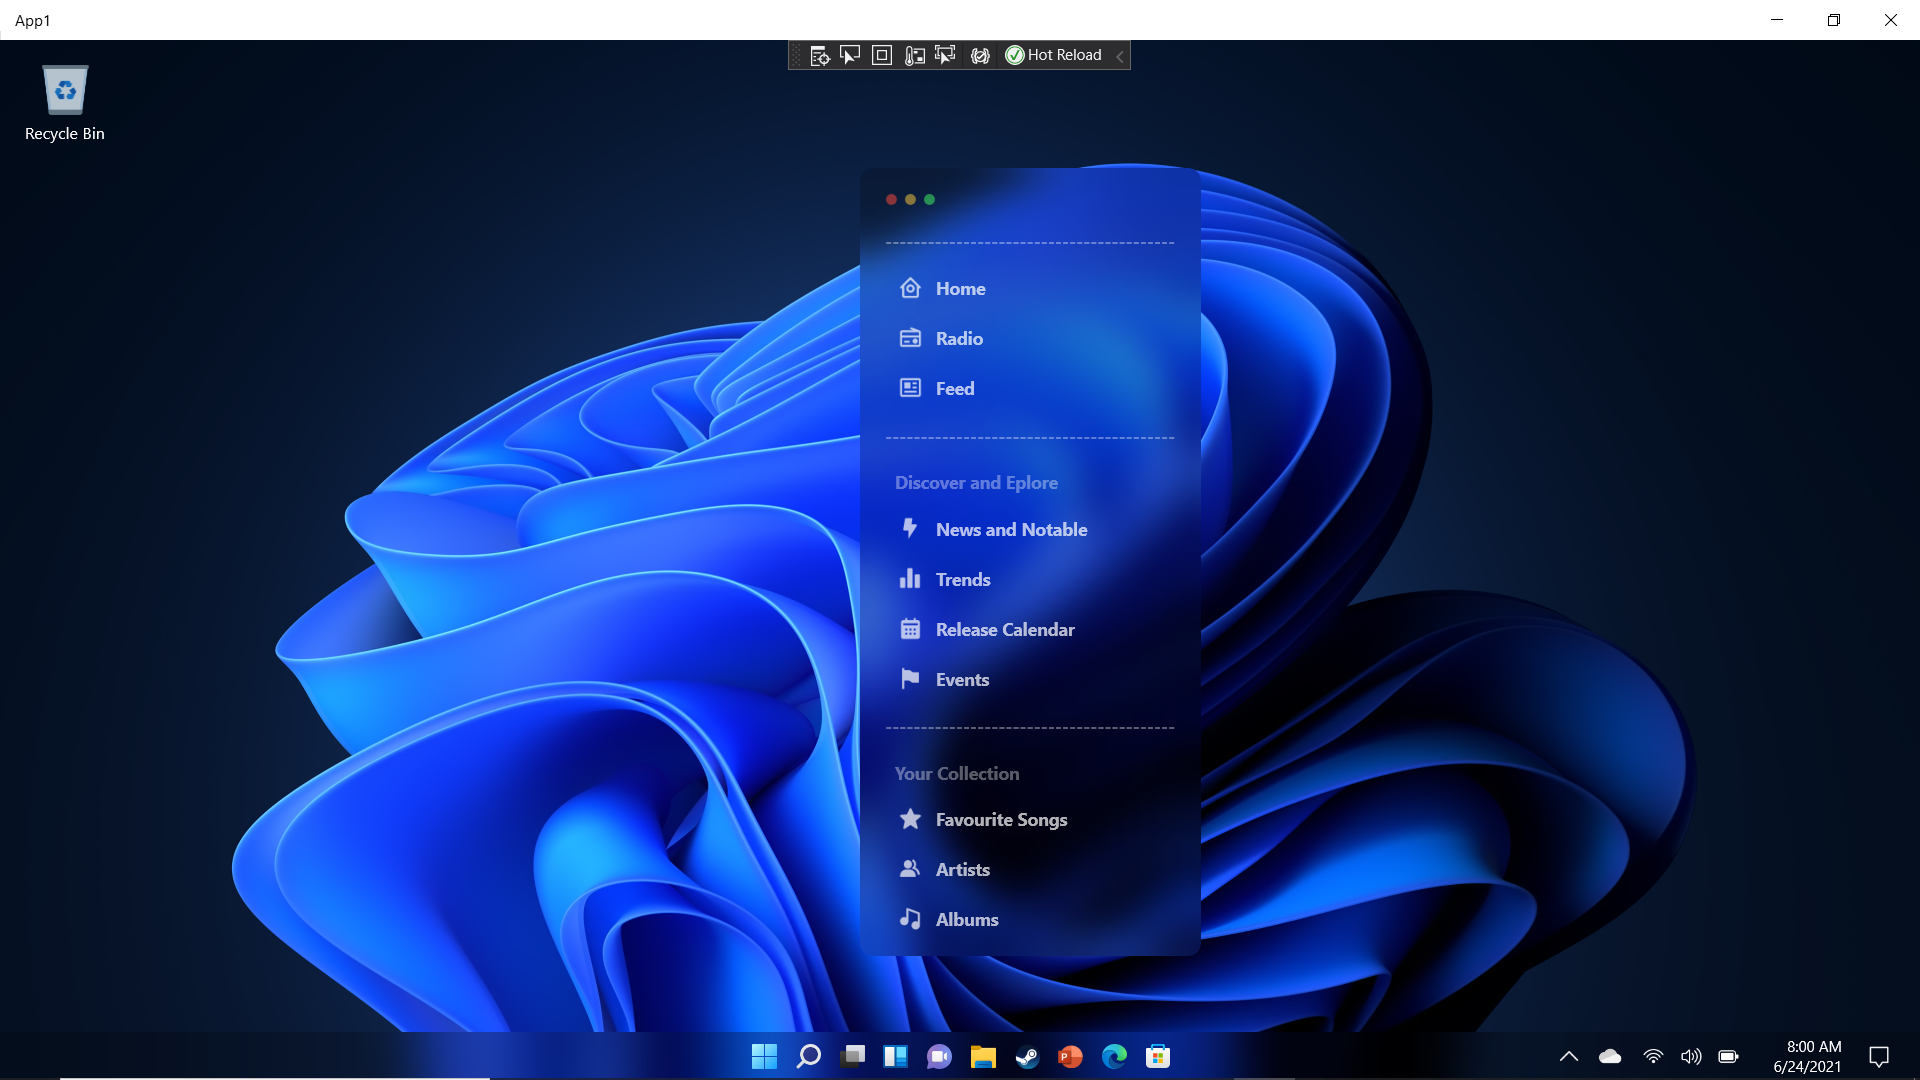 App1
Hot Reload
Recycle Bin
Home
Radio
Feed
Discover and Eplore
News and Notable
Trends
Release Calendar
Events
Your Collection
Favourite Songs
Artists
Albums
P
8:00 AM
6/24/2021